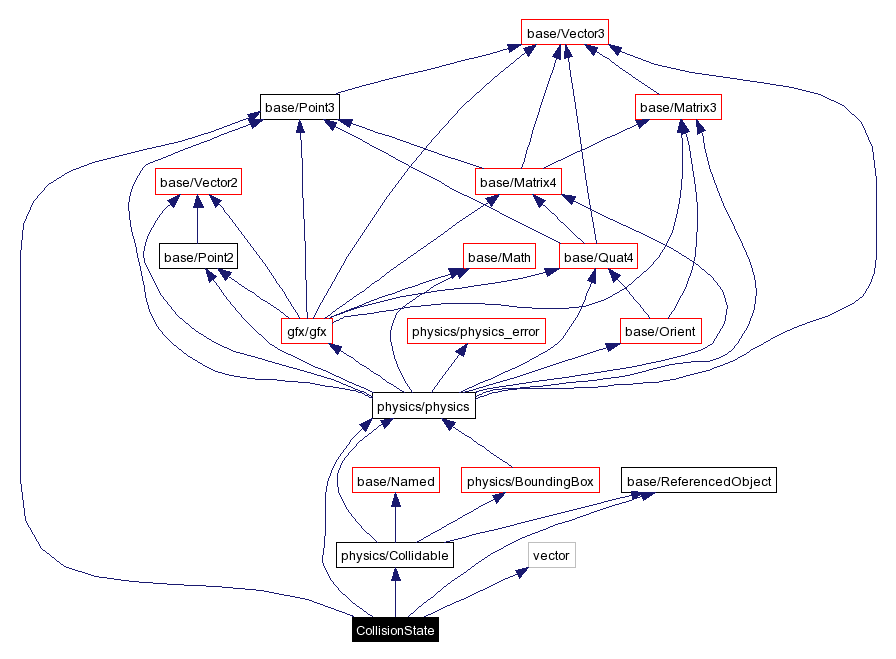 base/Vector3
base/Point3
base/Matrix3
base/Vector2
base/Matrix4
base/Point2
base/Math
base/Quat4
gfx/gfx
physics/physics_error
base/Orient
physics/physics
base/Named
physics/BoundingBox
base/ReferencedObject
physics/Collidable
vector
CollisionState